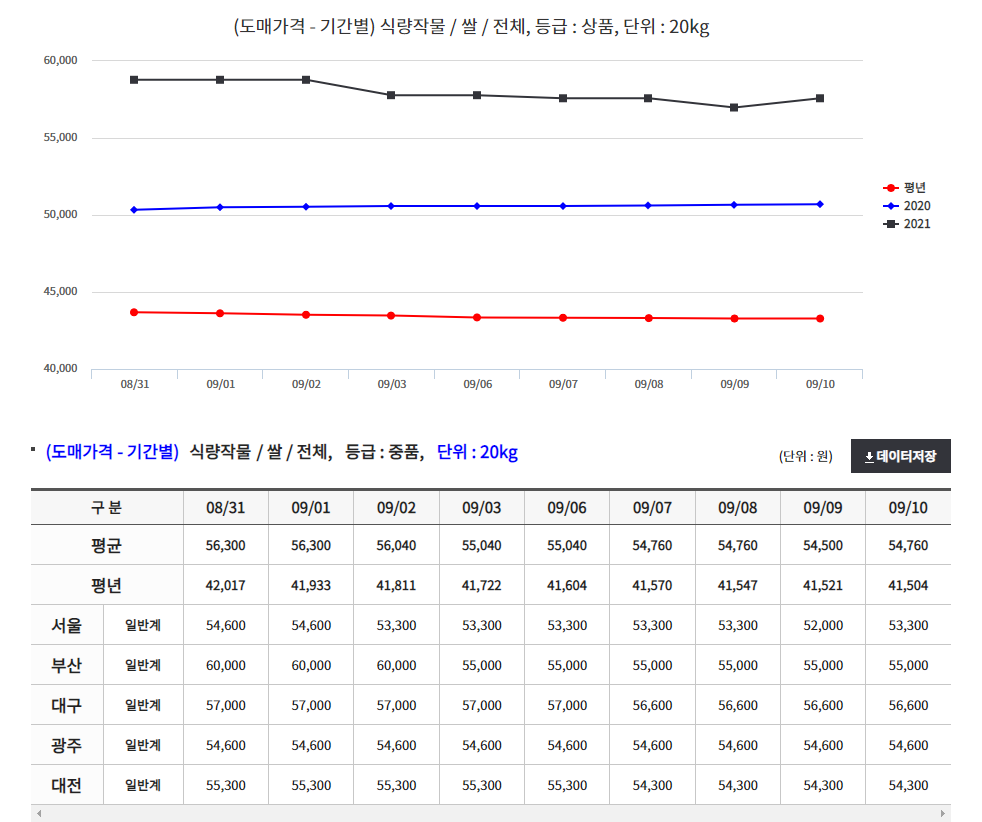 (도매가격 - 기간별) 식량작물 / 쌀 / 전체, 등급 : 상품, 단위 : 20kg
60,000
55,000
50,000
45,000
40,000
08/31 09/01 09/02 09/03 09/06 09/07 09/08 09/09 09/10
평년
2020
2021
(도매가격 - 기간별) 식량작물 / 쌀 / 전체, 등급 : 중품, 단위 : 20kg
(단위 : 원) 데이터저장
구 분 08/31 09/01 09/02 09/03 09/06 09/07 09/08 09/09 09/10
평균 56,300 56,300 56,040 55,040 55,040 54,760 54,760 54,500 54,760
평년 42,017 41,933 41,811 41,722 41,604 41,570 41,547 41,521 41,504
서울 일반계 54,600 54,600 53,300 53,300 53,300 53,300 53,300 52,000 53,300
부산 일반계 60,000 60,000 60,000 55,000 55,000 55,000 55,000 55,000 55,000
대구 일반계 57,000 57,000 57,000 57,000 57,000 56,600 56,600 56,600 56,600
광주 일반계 54,600 54,600 54,600 54,600 54,600 54,600 54,600 54,600 54,600
대전 일반계 55,300 55,300 55,300 55,300 55,300 54,300 54,300 54,300 54,300